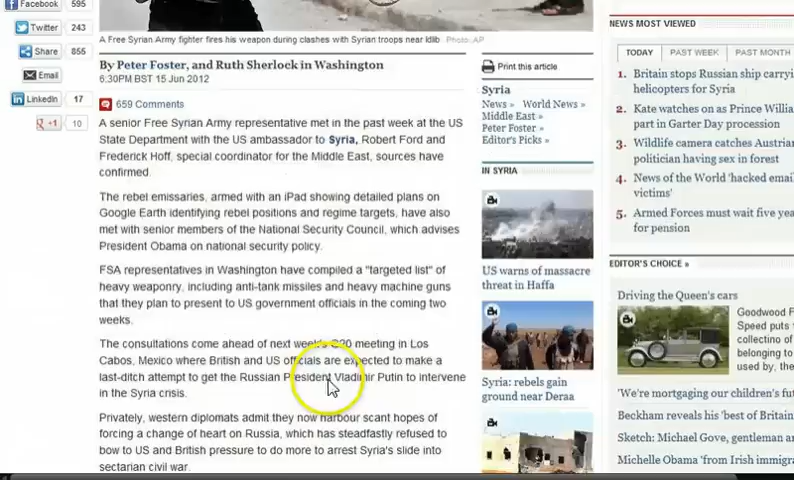 Facebook 595
Twitter 243
Share 855
Email
LinkedIn 17
+1 10
A Free Syrian Army fighter fires his weapon during clashes with Syrian troops near Idlib Photo: AP
By Peter Foster, and Ruth Sherlock in Washington
6:30PM BST 15 Jun 2012
659 Comments
A senior Free Syrian Army representative met in the past week at the US
State Department with the US ambassador to Syria, Robert Ford and
Frederick Hoff, special coordinator for the Middle East, sources have
confirmed.
The rebel emissaries, armed with an iPad showing detailed plans on
Google Earth identifying rebel positions and regime targets, have also
met with senior members of the National Security Council, which advises
President Obama on national security policy.
FSA representatives in Washington have compiled a "targeted list" of
heavy weaponry, including anti-tank missiles and heavy machine guns
that they plan to present to US government officials in the coming two
weeks.
The consultations come ahead of next week's G20 meeting in Los
Cabos, Mexico where British and US officials are expected to make a
last-ditch attempt to get the Russian President Vladimir Putin to intervene
in the Syria crisis.
Privately, western diplomats admit they now harbour scant hopes of
forcing a change of heart on Russia, which has steadfastly refused to
bow to US and British pressure to do more to arrest Syria's slide into
sectarian civil war.
Print this article
Syria
News » World News »
Middle East »
Peter Foster »
Editor's Picks »
IN SYRIA
US warns of massacre
threat in Haffa
Syria: rebels gain
ground near Deraa
NEWS MOST VIEWED
TODAY PAST WEEK PAST MONTH
1. Britain stops Russian ship carryi
helicopters for Syria
2. Kate watches on as Prince Willia
part in Garter Day procession
3. Wildlife camera catches Austrian
politician having sex in forest
4. News of the World 'hacked emai
victims'
5. Armed Forces must wait five yea
for pension
EDITOR'S CHOICE »
Driving the Queen's cars
Goodwood F
Speed puts t
collectino of
belonging to
used by, the
'We're mortgaging our children's fut
Beckham reveals his 'best of Britain
Sketch: Michael Gove, gentleman an
Michelle Obama 'from Irish immigra